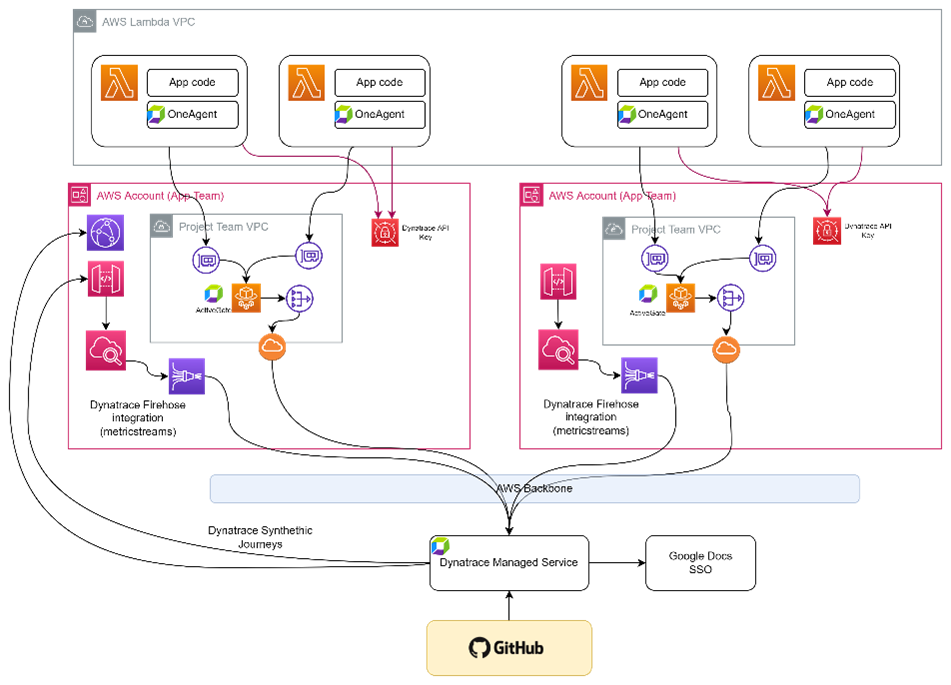 AWS Lambda VPC
App code
OneAgent
App code
OneAgent
App code
OneAgent
App code
OneAgent
AWS Account (App Team)
Project Team VPC
Dynatrace API
Key
ActiveGate
Dynatrace Firehose
integration
(metricstreams)
AWS Account (App Team)
Project Team VPC
Dynatrace API
Key
ActiveGate
Dynatrace Firehose
integration
(metricstreams)
AWS Backbone
Dynatrace Synthethic
Journeys
Dynatrace Managed Service
Google Docs
SSO
GitHub